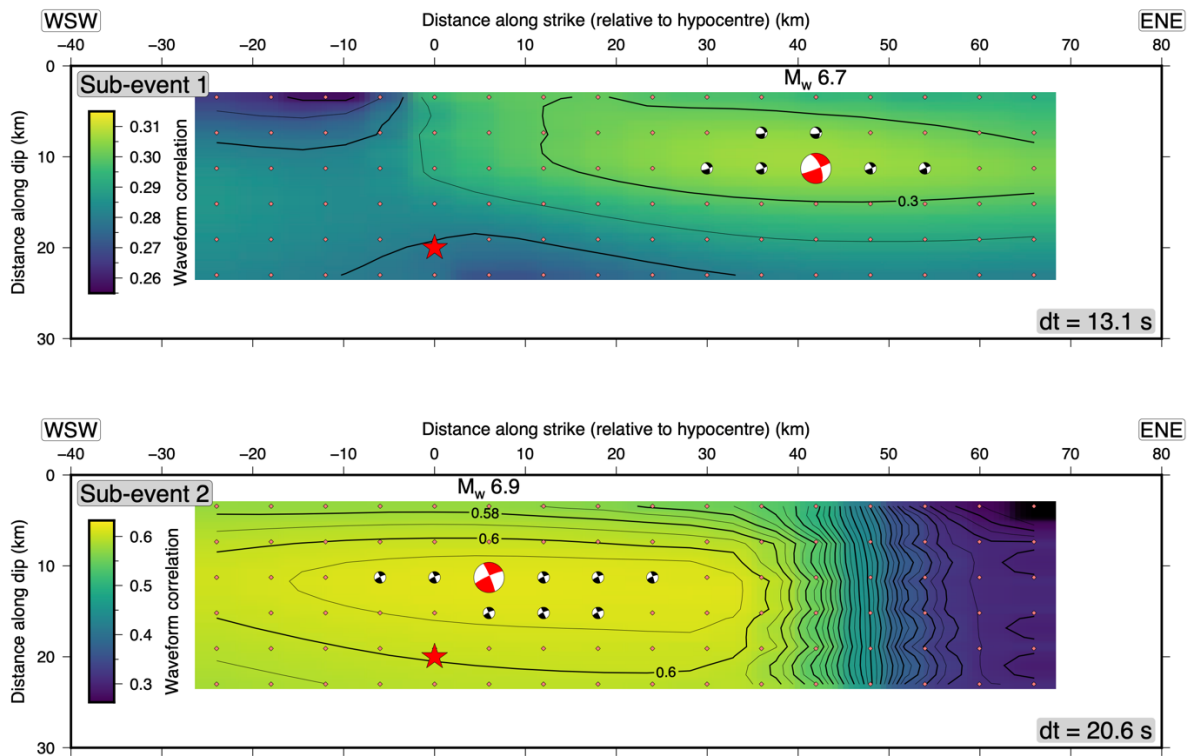 WSW
Distance along strike (relative to hypocentre) (km)
ENE
−40 −30 −20 −10 0 10 20 30 40 50 60 70 80
Sub-event 1
Mw 6.7
Distance along dip (km)
0
10
20
30
0.31
0.30
0.29
0.28
0.27
0.26
Waveform correlation
0.3
dt = 13.1 s
WSW
Distance along strike (relative to hypocentre) (km)
ENE
−40 −30 −20 −10 0 10 20 30 40 50 60 70 80
Sub-event 2
Mw 6.9
Distance along dip (km)
0
10
20
30
0.6
0.5
0.4
0.3
Waveform correlation
0.58
0.6
0.6
dt = 20.6 s